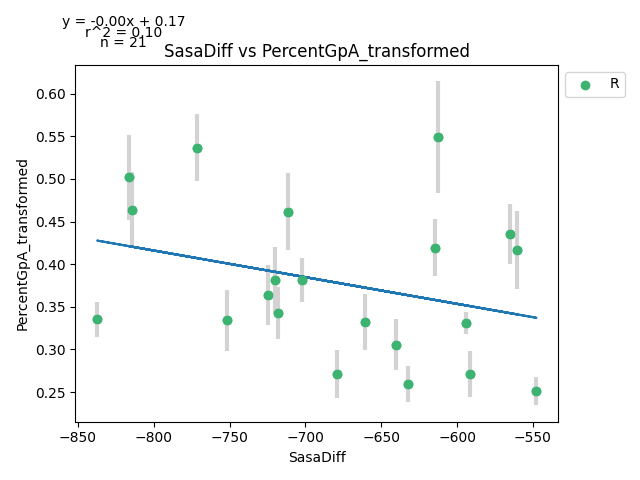 y = -0.00x + 0.17
r^2 = 0.10
n = 21
SasaDiff vs PercentGpA_transformed
R
PercentGpA_transformed
0.60
0.55
0.50
0.45
0.40
0.35
0.30
0.25
−850
−800
−750
−700
−650
−600
−550
SasaDiff